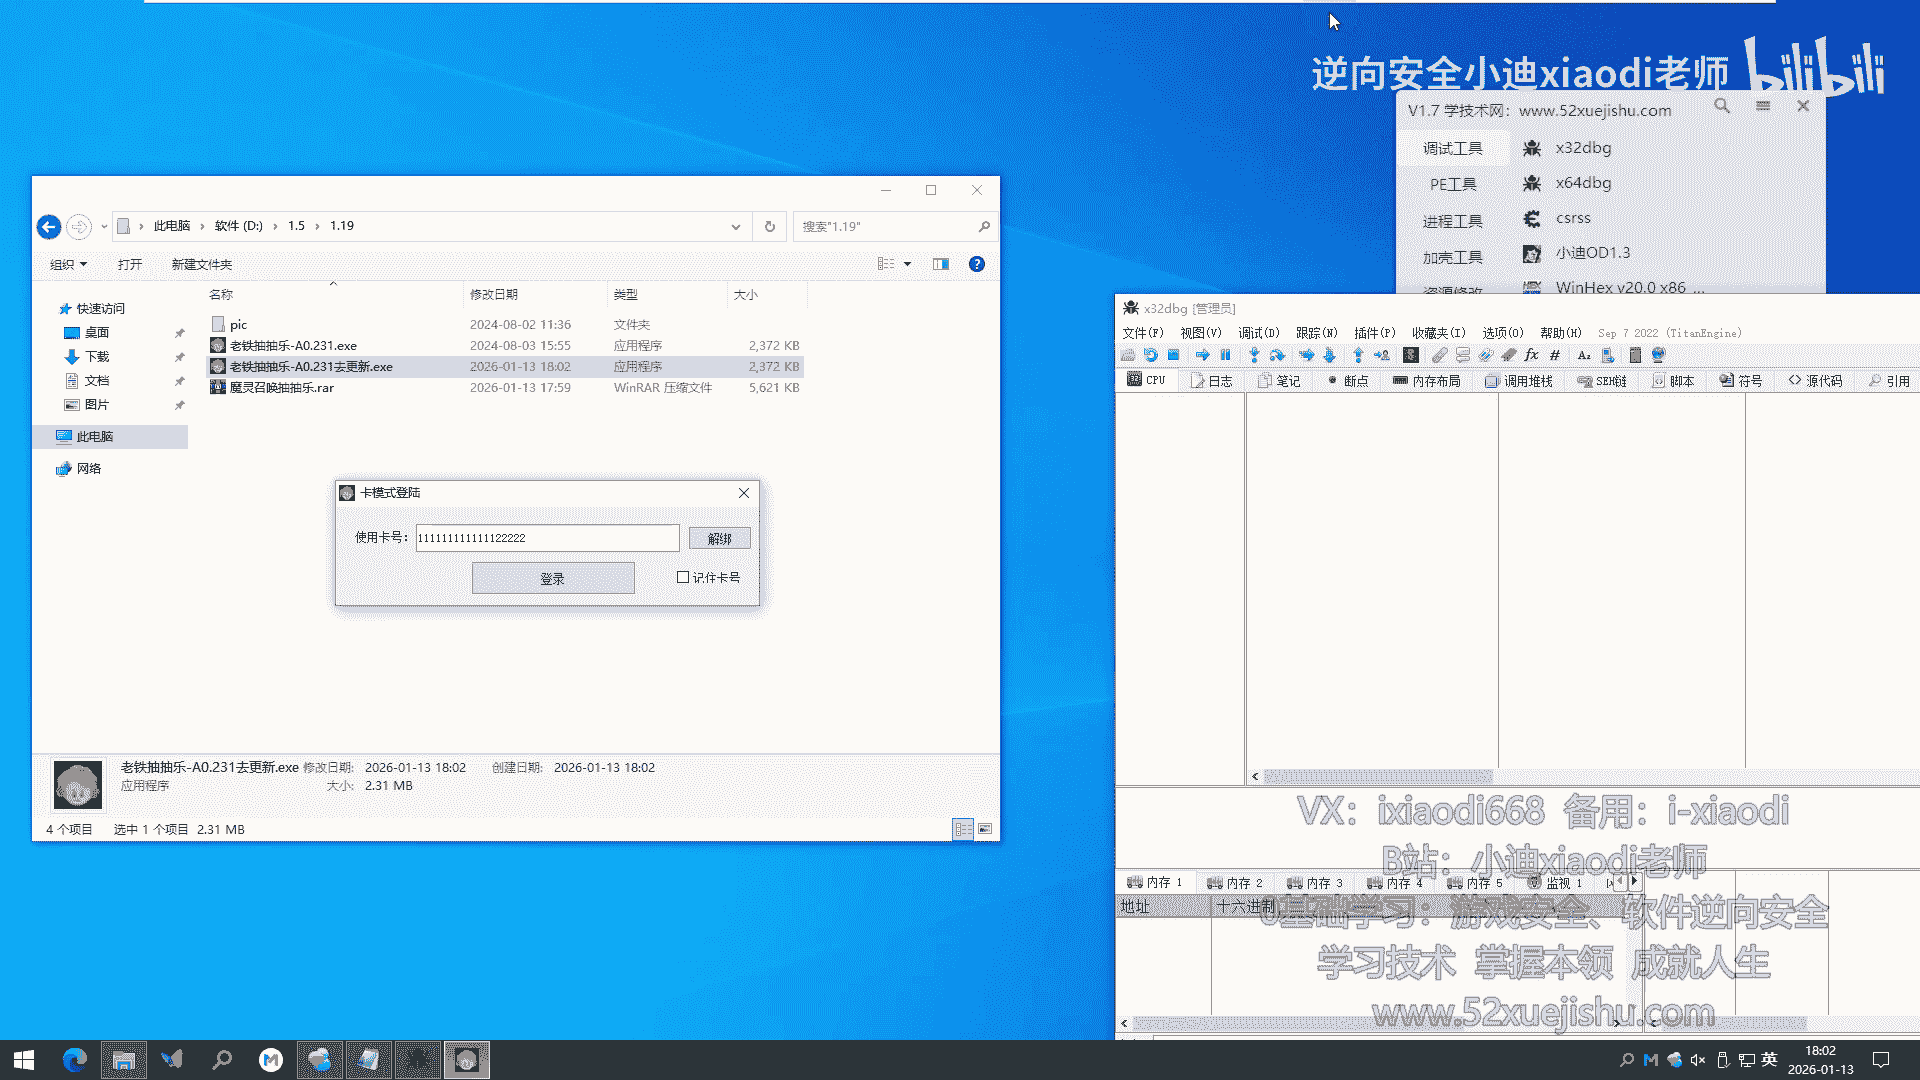 逆向安全小迪xiaodi老师 bilibili
V1.7 学技术网：www.52xuejishu.com
调试工具
x32dbg
PE工具
x64dbg
进程工具
csrss
加壳工具
小迪OD1.3
资源修改
WinHex v20.0 x86 ...
此电脑 › 软件 (D:) › 1.5 › 1.19
搜索"1.19"
组织
打开
新建文件夹
名称
修改日期
类型
大小
快速访问
桌面
下载
文档
图片
此电脑
网络
pic 2024-08-02 11:36 文件夹
老铁抽抽乐-A0.231.exe 2024-08-03 15:55 应用程序 2,372 KB
老铁抽抽乐-A0.231去更新.exe 2026-01-13 18:02 应用程序 2,372 KB
魔灵召唤抽抽乐.rar 2026-01-13 17:59 WinRAR 压缩文件 5,621 KB
卡模式登陆
使用卡号：
111111111111122222
解绑
登录
记住卡号
老铁抽抽乐-A0.231去更新.exe 修改日期: 2026-01-13 18:02 创建日期: 2026-01-13 18:02
应用程序 大小: 2.31 MB
4 个项目 选中 1 个项目 2.31 MB
x32dbg [管理员]
文件(F) 视图(V) 调试(D) 跟踪(N) 插件(P) 收藏夹(I) 选项(O) 帮助(H) Sep 7 2022 (TitanEngine)
CPU 日志 笔记 断点 内存布局 调用堆栈 SEH链 脚本 符号 源代码 引用
VX：ixiaodi668 备用：i-xiaodi
B站：小迪xiaodi老师
内存 1 内存 2 内存 3 内存 4 内存 5 监视 1
地址 十六进制
0基础学习：游戏安全、软件逆向安全
学习技术 掌握本领 成就人生
www.52xuejishu.com
英
18:02
2026-01-13